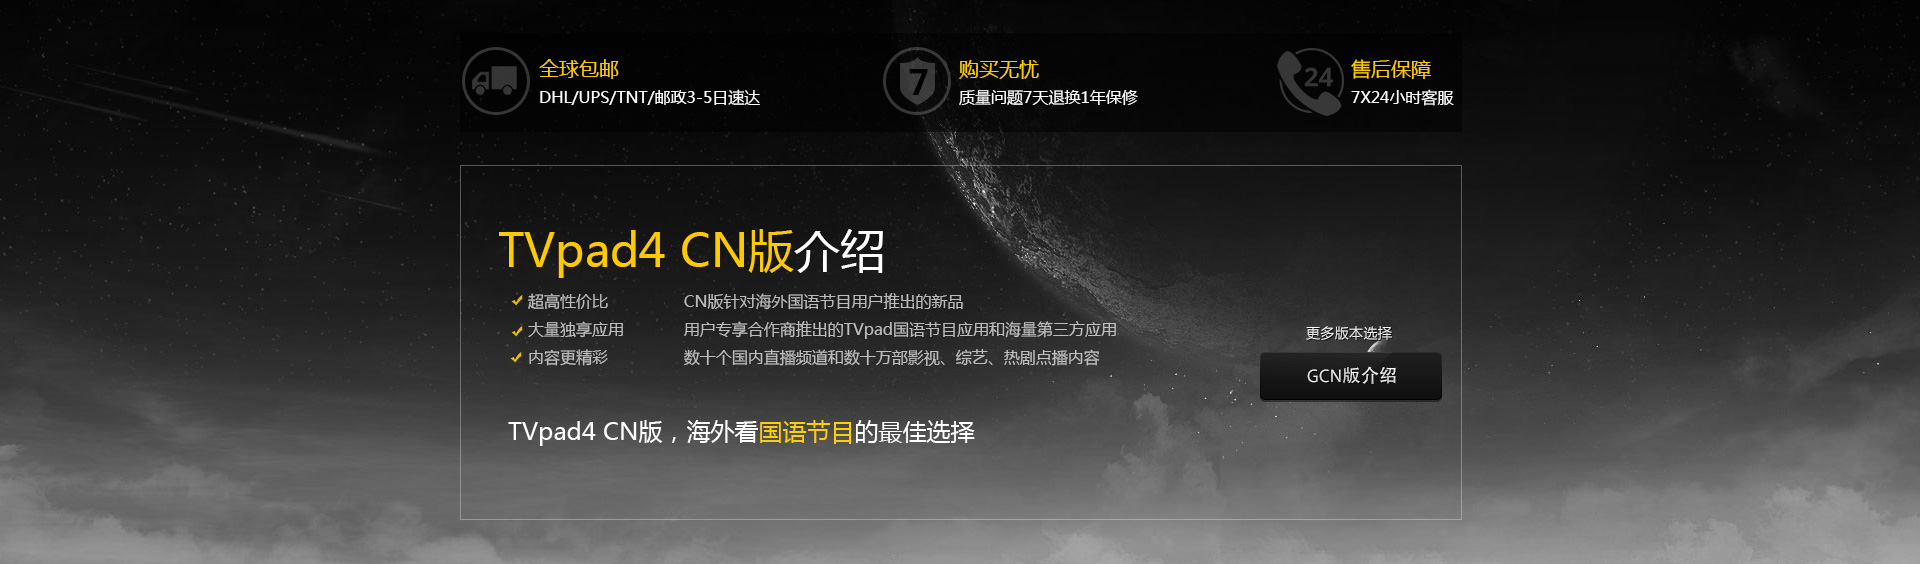 全球包邮
DHL/UPS/TNT/邮政3-5日速达
7
购买无忧
质量问题7天退换1年保修
24
售后保障
7X24小时客服
TVpad4 CN版介绍
超高性价比 CN版针对海外国语节目用户推出的新品
大量独享应用 用户专享合作商推出的TVpad国语节目应用和海量第三方应用
内容更精彩 数十个国内直播频道和数十万部影视、综艺、热剧点播内容
更多版本选择
GCN版介绍
TVpad4 CN版，海外看国语节目的最佳选择